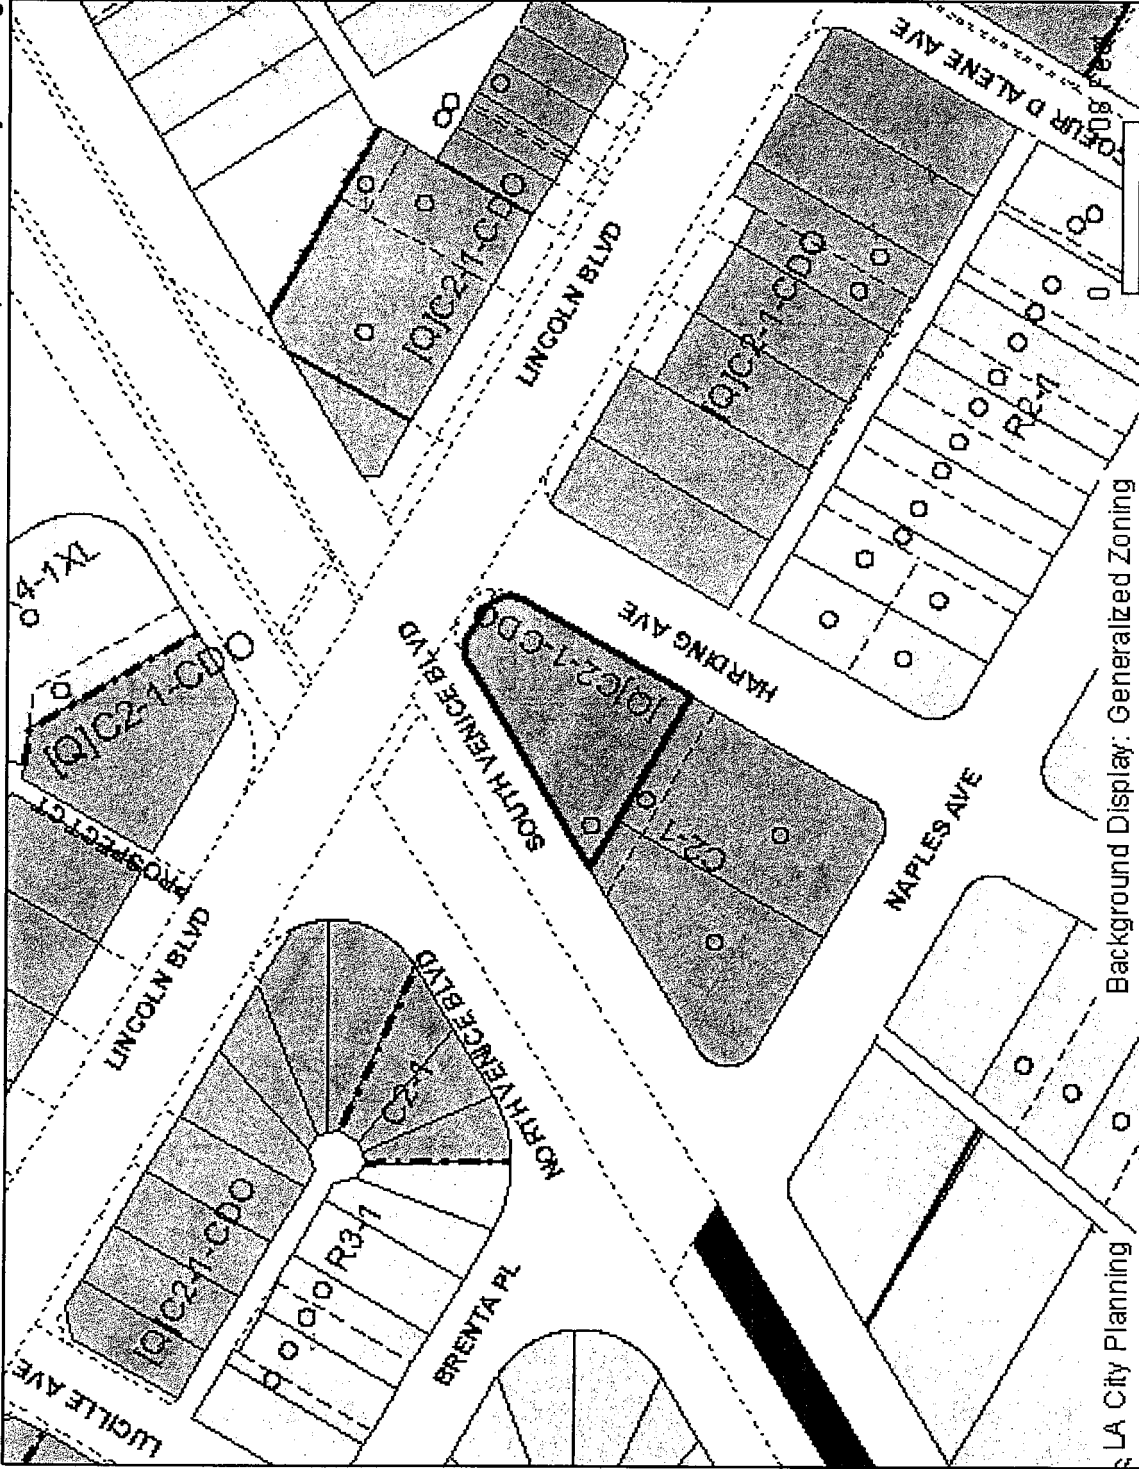 4-1XL
[Q]C2-1-CDO
PROSPECT CT
LINCOLN BLVD
[Q]C2-1-CDO
LINCOLN BLVD
COEUR D ALENE AVE
[Q]C2-1-CDO
R2-1
0
SOUTH VENICE BLVD
[Q]C2-1-CDO
HARDING AVE
C2-1
NAPLES AVE
NORTH VENICE BLVD
C2-1
[Q]C2-1-CDO
R3-1
BRENTA PL
LUCILLE AVE
LA City Planning
Background Display: Generalized Zoning